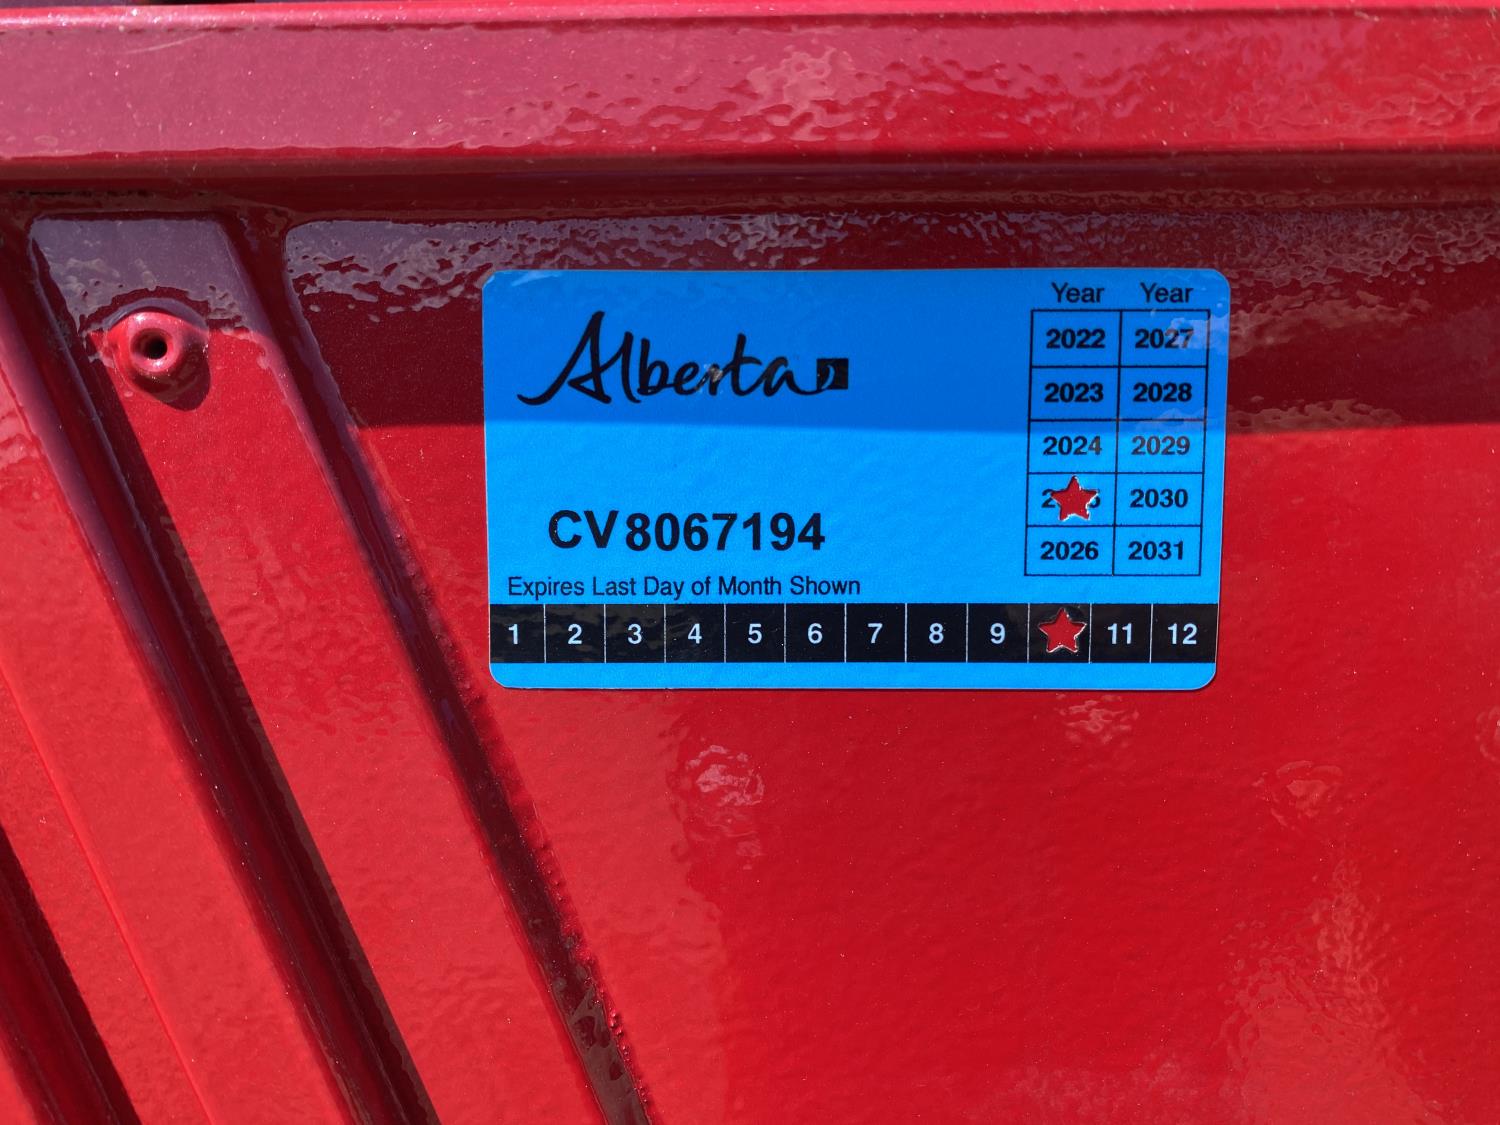 Alberta
Year Year
2022 2027
2023 2028
2024 2029
2030
2026 2031
CV8067194
Expires Last Day of Month Shown
1 2 3 4 5 6 7 8 9 11 12